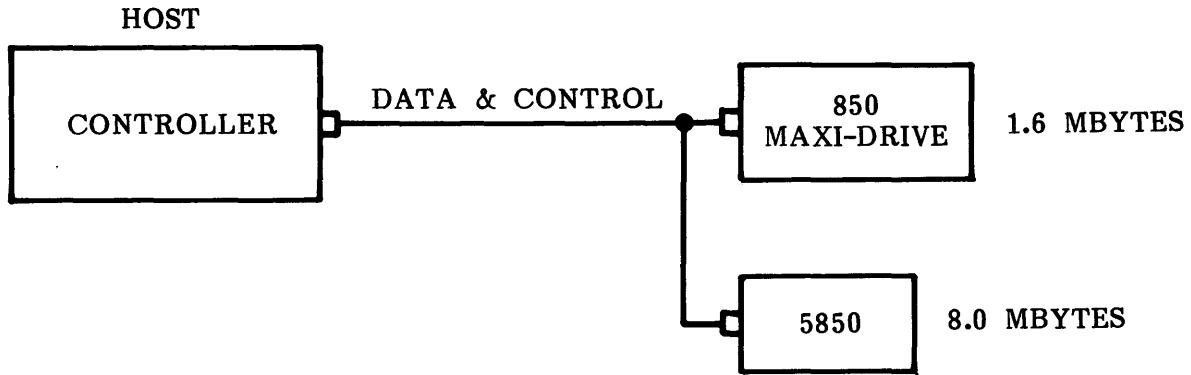 HOST
CONTROLLER
DATA & CONTROL
850
MAXI-DRIVE
1.6 MBYTES
5850
8.0 MBYTES